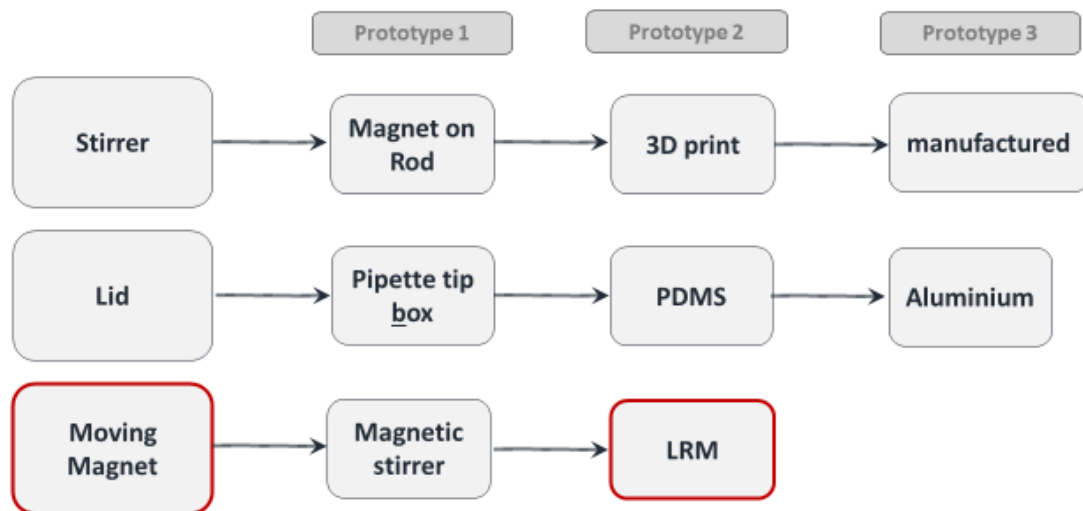 Prototype 1
Prototype 2
Prototype 3
Stirrer
Magnet on
Rod
3D print
manufactured
Lid
Pipette tip
box
PDMS
Aluminium
Moving
Magnet
Magnetic
stirrer
LRM